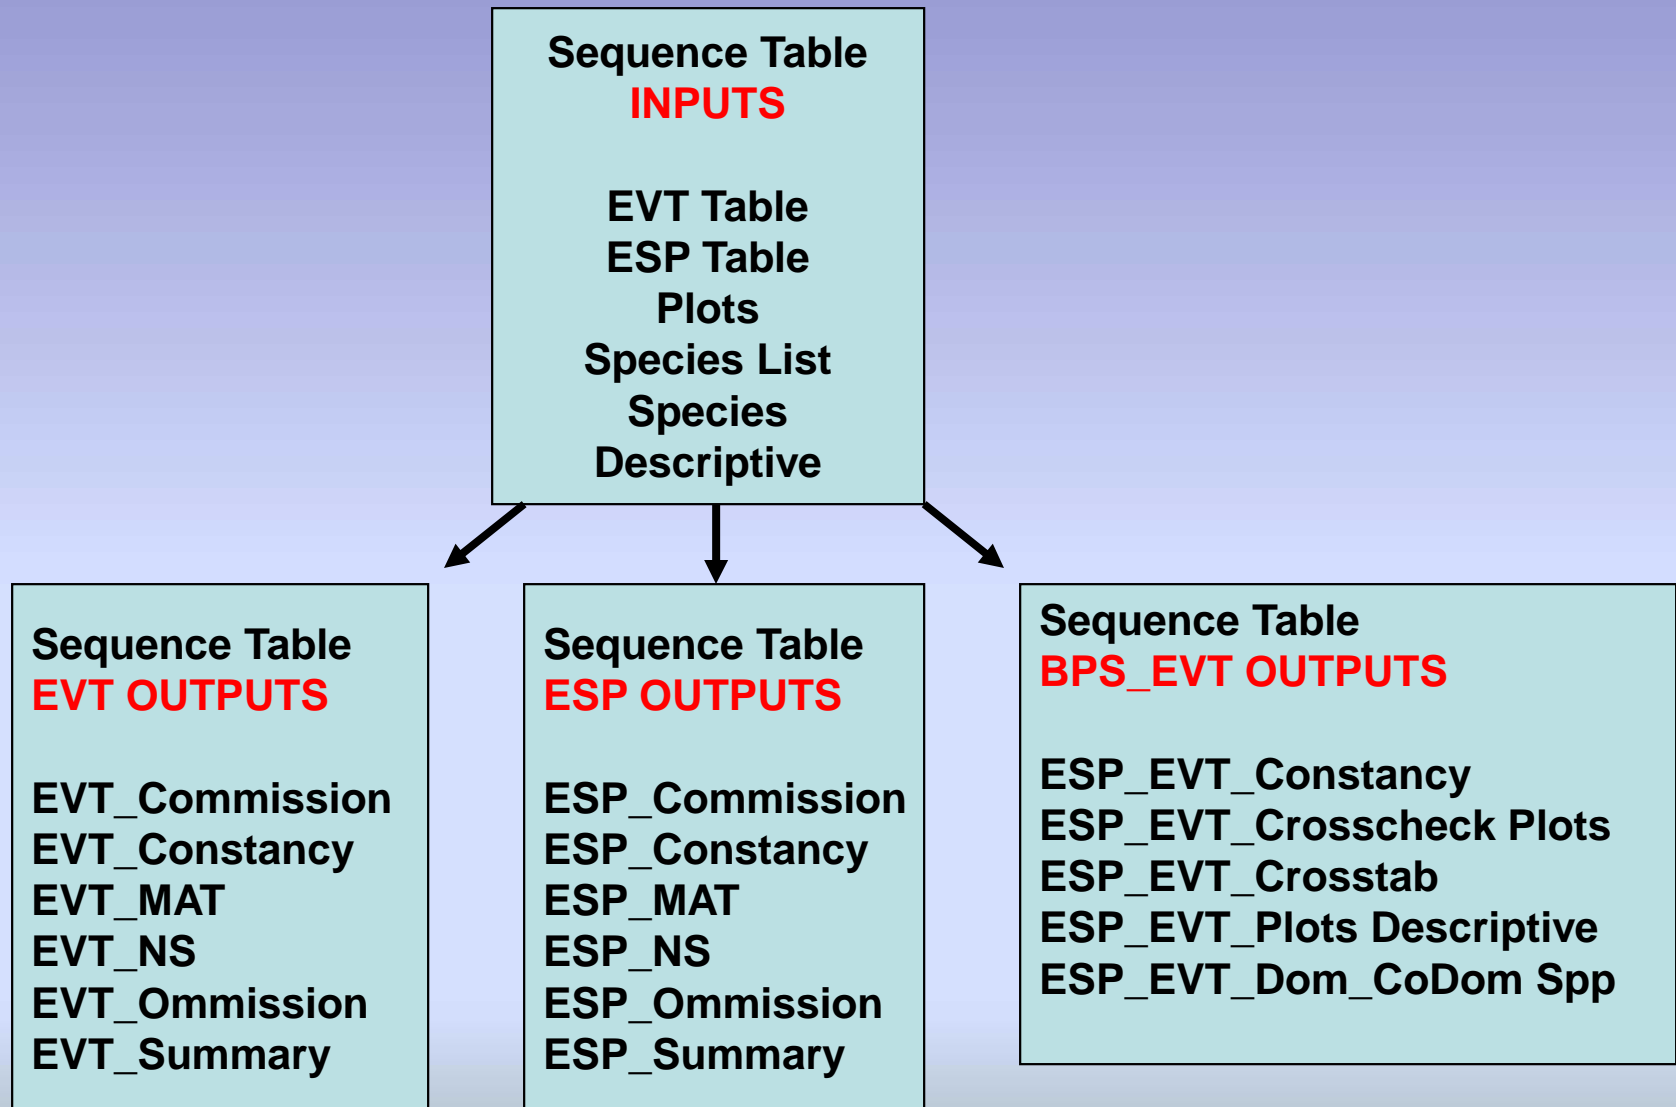 Sequence Table
INPUTS
EVT Table
ESP Table
Plots
Species List
Species
Descriptive
Sequence Table
EVT OUTPUTS
EVT_Commission
EVT_Constancy
EVT_MAT
EVT_NS
EVT_Ommission
EVT_Summary
Sequence Table
ESP OUTPUTS
ESP_Commission
ESP_Constancy
ESP_MAT
ESP_NS
ESP_Ommission
ESP_Summary
Sequence Table
BPS_EVT OUTPUTS
ESP_EVT_Constancy
ESP_EVT_Crosscheck Plots
ESP_EVT_Crosstab
ESP_EVT_Plots Descriptive
ESP_EVT_Dom_CoDom Spp